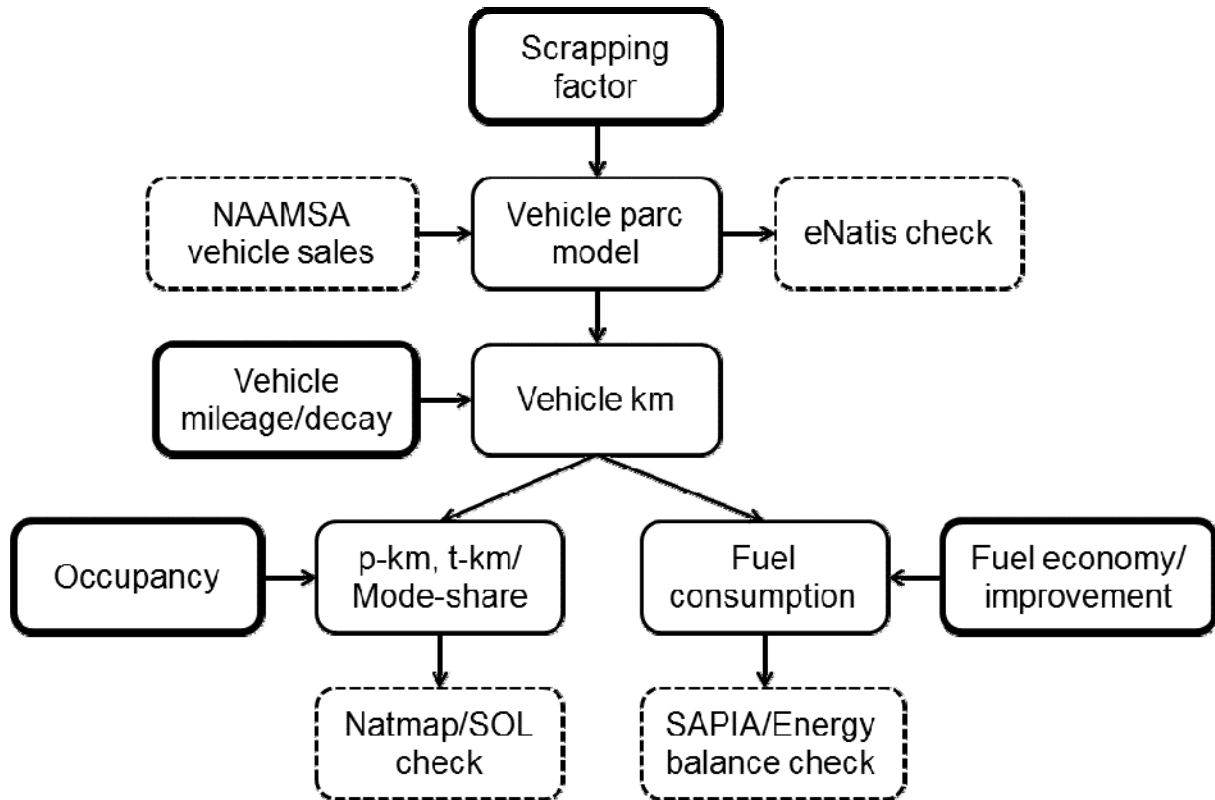 Scrapping
factor
NAAMSA
vehicle sales
Vehicle parc
model
eNatis check
Vehicle
mileage/decay
Vehicle km
Occupancy
p-km, t-km/
Mode-share
Fuel
consumption
Fuel economy/
improvement
Natmap/SOL
check
SAPIA/Energy
balance check